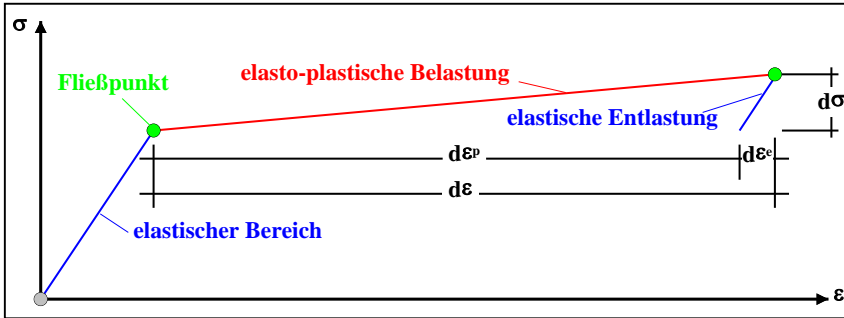 σ
Fließpunkt
elasto-plastische Belastung
elastische Entlastung
dσ
dεᵖ
dεᵉ
dε
elastischer Bereich
ε